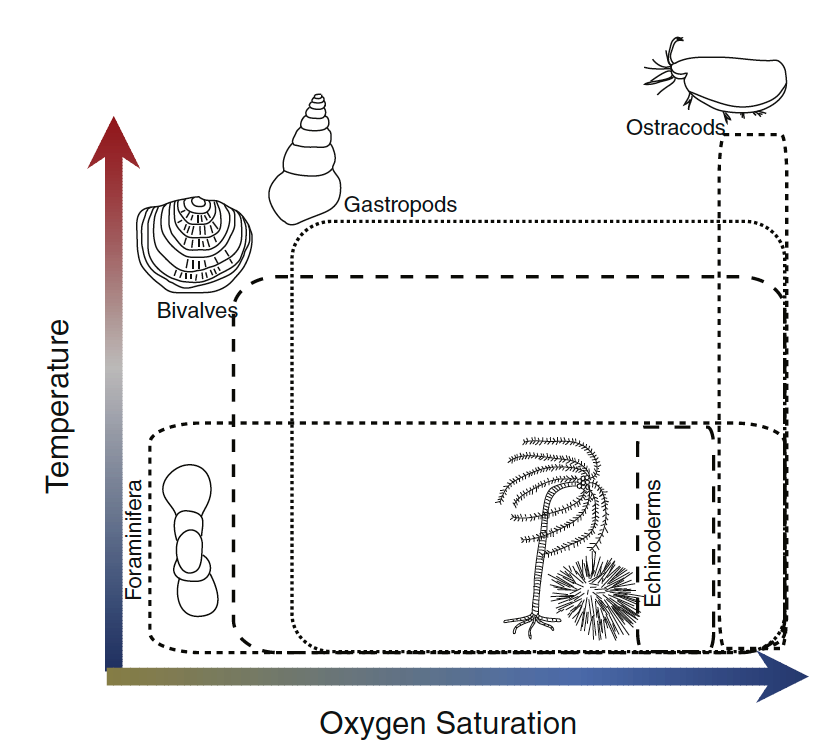 Ostracods
Gastropods
Bivalves
Temperature
Foraminifera
Echinoderms
Oxygen Saturation